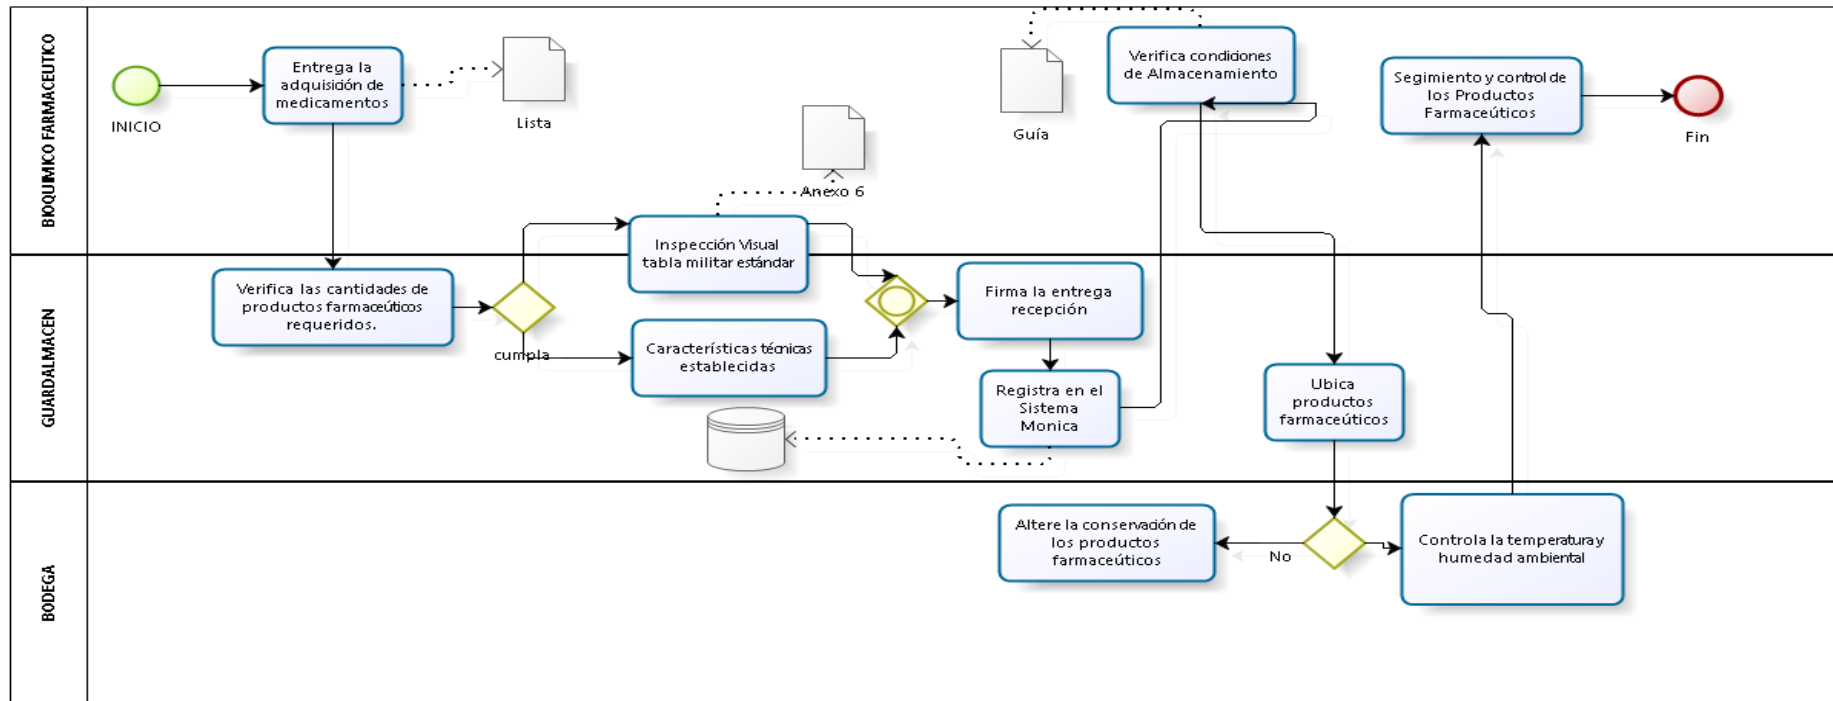 BIOQUIMICO FARMACEUTICO
INICIO
Entrega la
adquisición de
medicamentos
Lista
Anexo 6
Guía
Verifica condiciones
de Almacenamiento
Segimiento y control de
los Productos
Farmaceúticos
Fin
GUARDALMACEN
Verifica las cantidades de
productos farmaceúticos
requeridos.
cumpla
Inspección Visual
tabla militar estándar
Características técnicas
establecidas
Firma la entrega
recepción
Registra en el
Sistema
Monica
Ubica
productos
farmaceúticos
BODEGA
Altere la conservación de
los productos
farmaceúticos
No
Controla la temperatura y
humedad ambiental